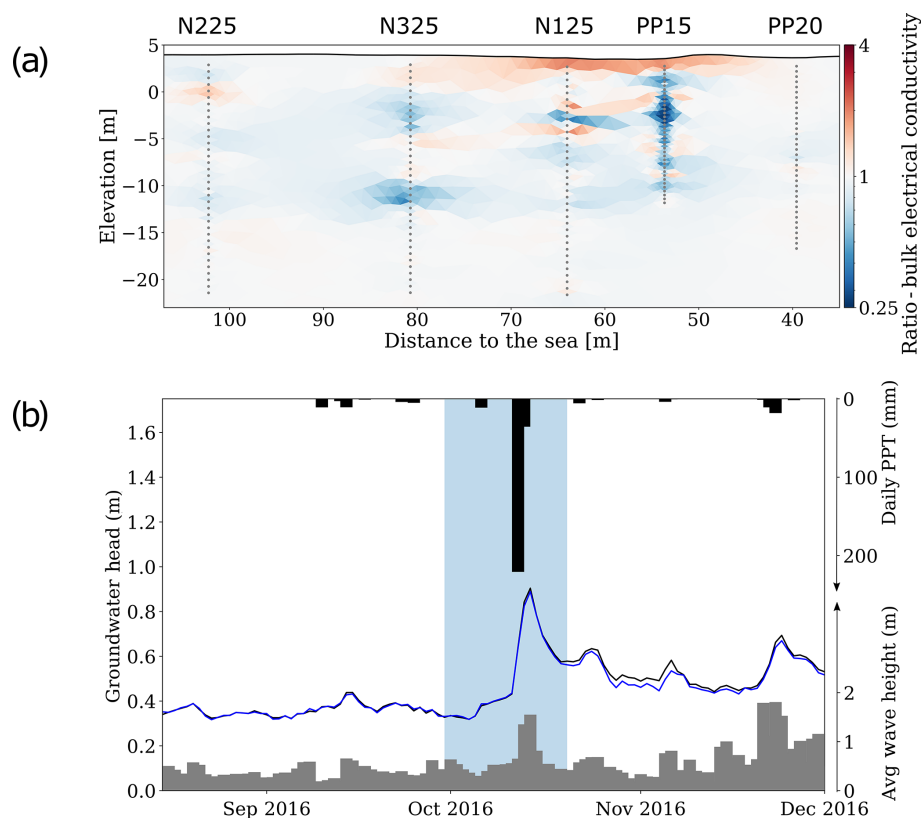 (a)
N225 N325 N125 PP15 PP20
5
0
−5
−10
−15
−20
Elevation [m]
100 90 80 70 60 50 40
Distance to the sea [m]
4
1
0.25
Ratio - bulk electrical conductivity
(b)
1.6
1.4
1.2
1.0
0.8
0.6
0.4
0.2
0.0
Groundwater head (m)
0
100
200
Daily PPT (mm)
2
1
0
Avg wave height (m)
Sep 2016 Oct 2016 Nov 2016 Dec 2016